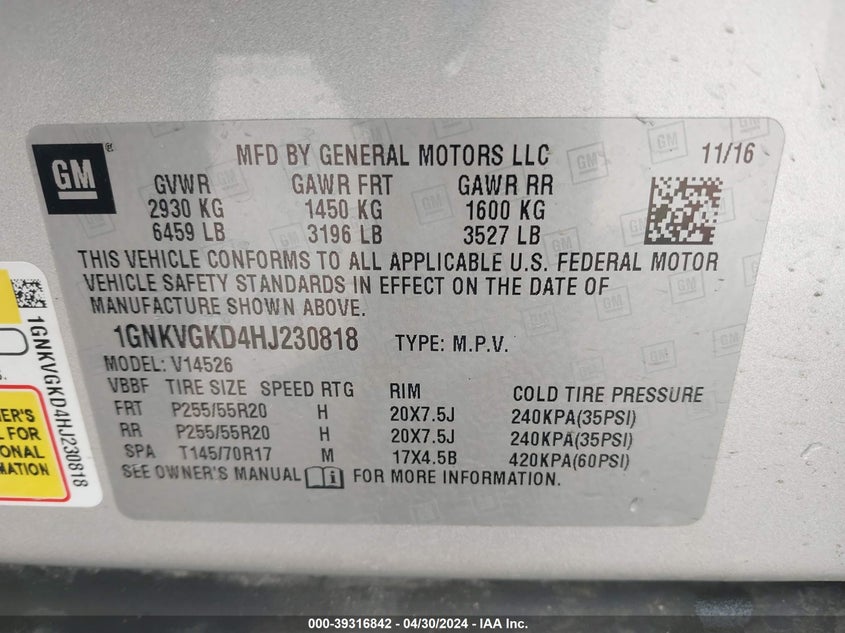 GM ® MFD BY GENERAL MOTORS LLC 11/16
GVWR GAWR FRT GAWR RR
2930 KG 1450 KG 1600 KG
6459 LB 3196 LB 3527 LB
THIS VEHICLE CONFORMS TO ALL APPLICABLE U.S. FEDERAL MOTOR
VEHICLE SAFETY STANDARDS IN EFFECT ON THE DATE OF
MANUFACTURE SHOWN ABOVE.
1GNKVGKD4HJ230818 TYPE: M.P.V.
MODEL: V14526
VBBF TIRE SIZE SPEED RTG RIM COLD TIRE PRESSURE
FRT P255/55R20 H 20X7.5J 240KPA(35PSI)
RR P255/55R20 H 20X7.5J 240KPA(35PSI)
SPA T145/70R17 M 17X4.5B 420KPA(60PSI)
SEE OWNER'S MANUAL FOR MORE INFORMATION.
1GNKVGKD4HJ230818
000-39316842 - 04/30/2024 - IAA Inc.